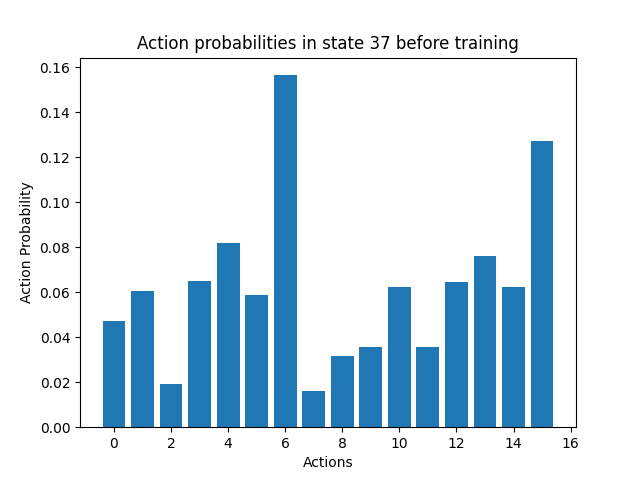 Action probabilities in state 37 before training
0.16
0.14
0.12
0.10
0.08
0.06
0.04
0.02
0.00
Action Probability
0 2 4 6 8 10 12 14 16
Actions